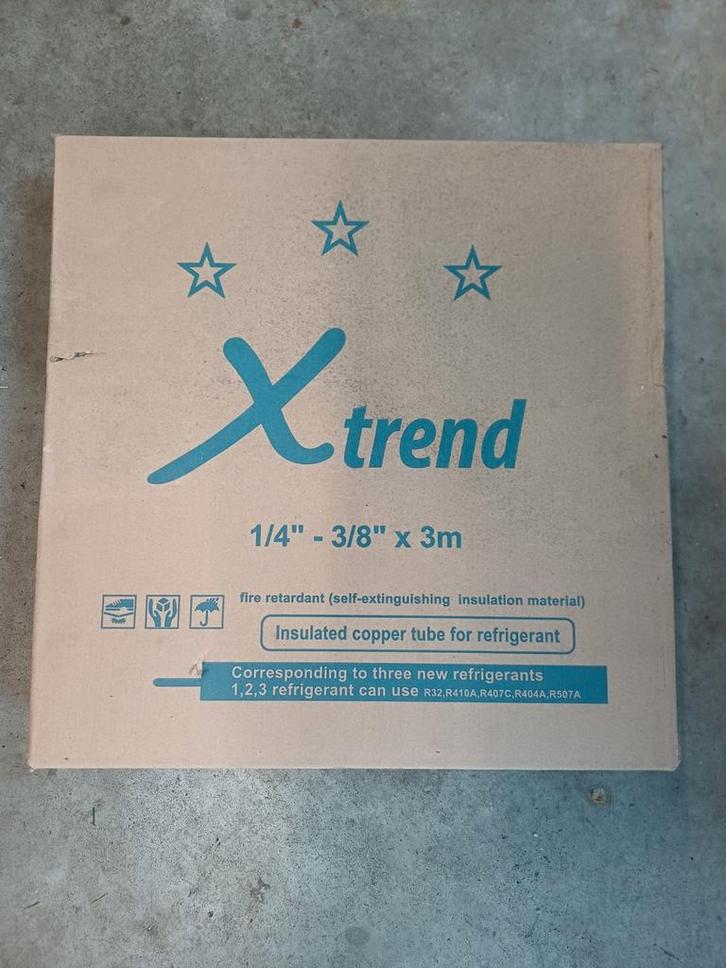 Xtrend
1/4" - 3/8" x 3m
fire retardant (self-extinguishing insulation material)
Insulated copper tube for refrigerant
Corresponding to three new refrigerants
1,2,3 refrigerant can use R32,R410A,R407C,R404A,R507A